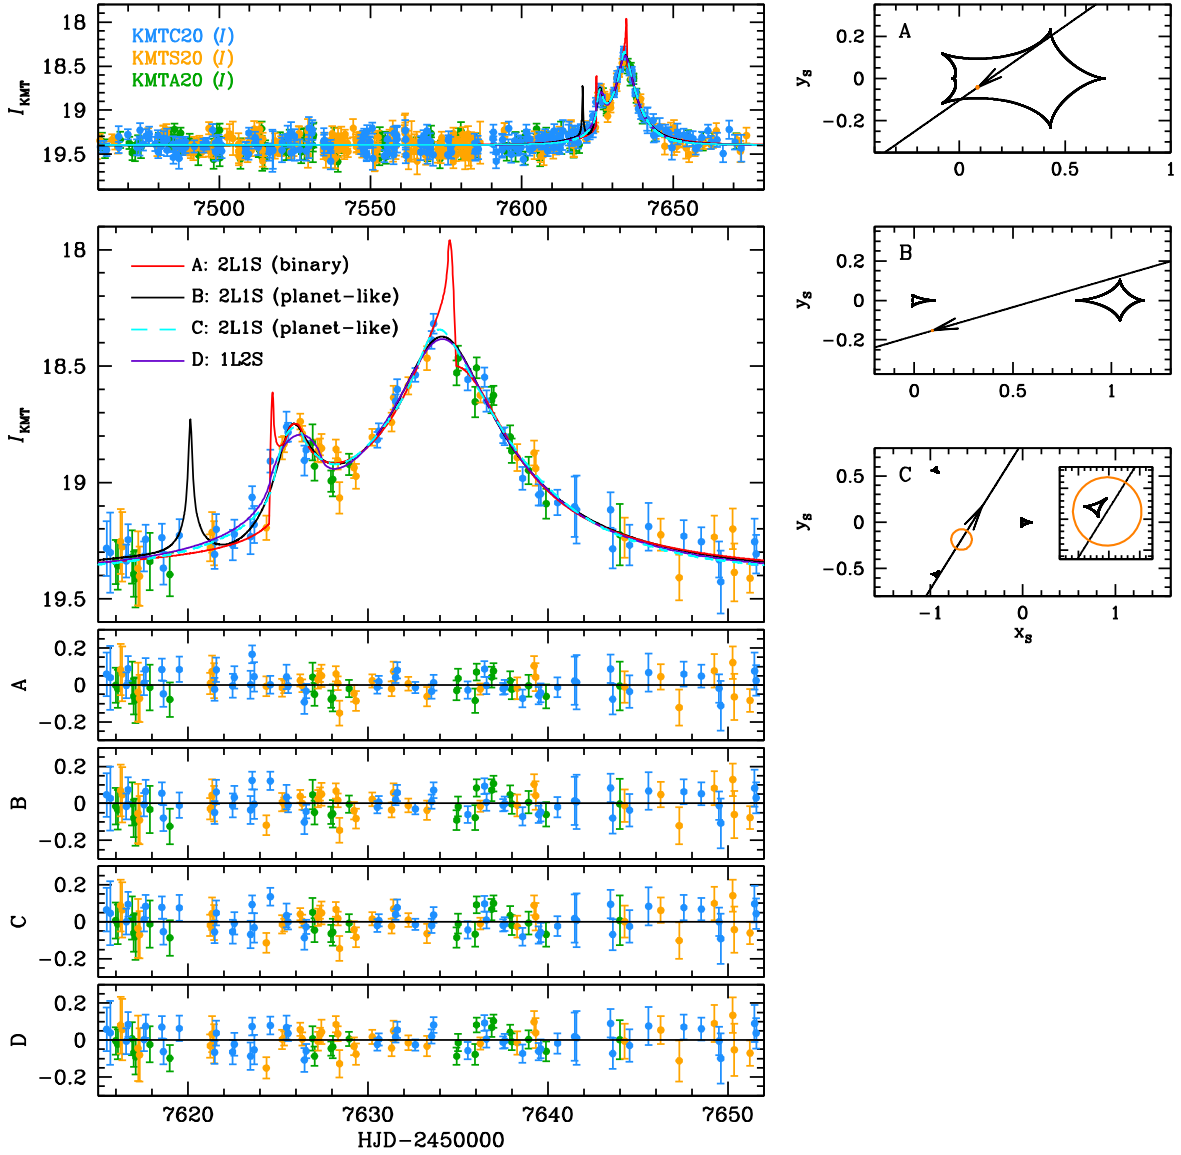 18
18.5
19
19.5
I_KMT
KMTC20 (I)
KMTS20 (I)
KMTA20 (I)
7500
7550
7600
7650
18
18.5
19
19.5
I_KMT
A: 2L1S (binary)
B: 2L1S (planet-like)
C: 2L1S (planet-like)
D: 1L2S
0.2
0
-0.2
A
0.2
0
-0.2
B
0.2
0
-0.2
C
0.2
0
-0.2
D
7620
7630
7640
7650
HJD-2450000
A
y_S
0.2
0
-0.2
0
0.5
1
B
y_S
0.2
0
-0.2
0
0.5
1
C
y_S
0.5
0
-0.5
-1
0
1
x_S